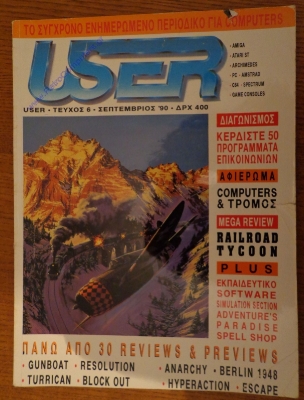 ΤΟ ΣΥΓΧΡΟΝΟ ΕΝΗΜΕΡΩΜΕΝΟ ΠΕΡΙΟΔΙΚΟ ΓΙΑ COMPUTERS
USER
USER • ΤΕΥΧΟΣ 6 • ΣΕΠΤΕΜΒΡΙΟΣ '90 • ΔΡΧ 400
• AMIGA
• ATARI ST
• ARCHIMEDES
• PC - AMSTRAD
• C64 - SPECTRUM
• GAME CONSOLES
ΔΙΑΓΩΝΙΣΜΟΣ
ΚΕΡΔΙΣΤΕ 50
ΠΡΟΓΡΑΜΜΑΤΑ
ΕΠΙΚΟΙΝΩΝΙΩΝ
ΑΦΙΕΡΩΜΑ
COMPUTERS
& ΤΡΟΜΟΣ
MEGA REVIEW
RAILROAD
TYCOON
PLUS
ΕΚΠΑΙΔΕΥΤΙΚΟ
SOFTWARE
SIMULATION SECTION
ADVENTURE'S
PARADISE
SPELL SHOP
ΠΑΝΩ ΑΠΟ 30 REVIEWS & PREVIEWS
• GUNBOAT • RESOLUTION • ANARCHY • BERLIN 1948
• TURRICAN • BLOCK OUT • HYPERACTION • ESCAPE